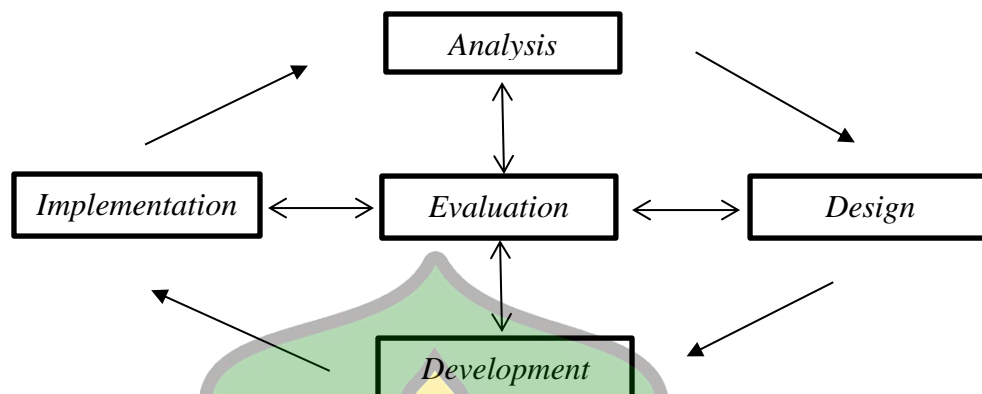 Analysis
Implementation
Evaluation
Design
Development